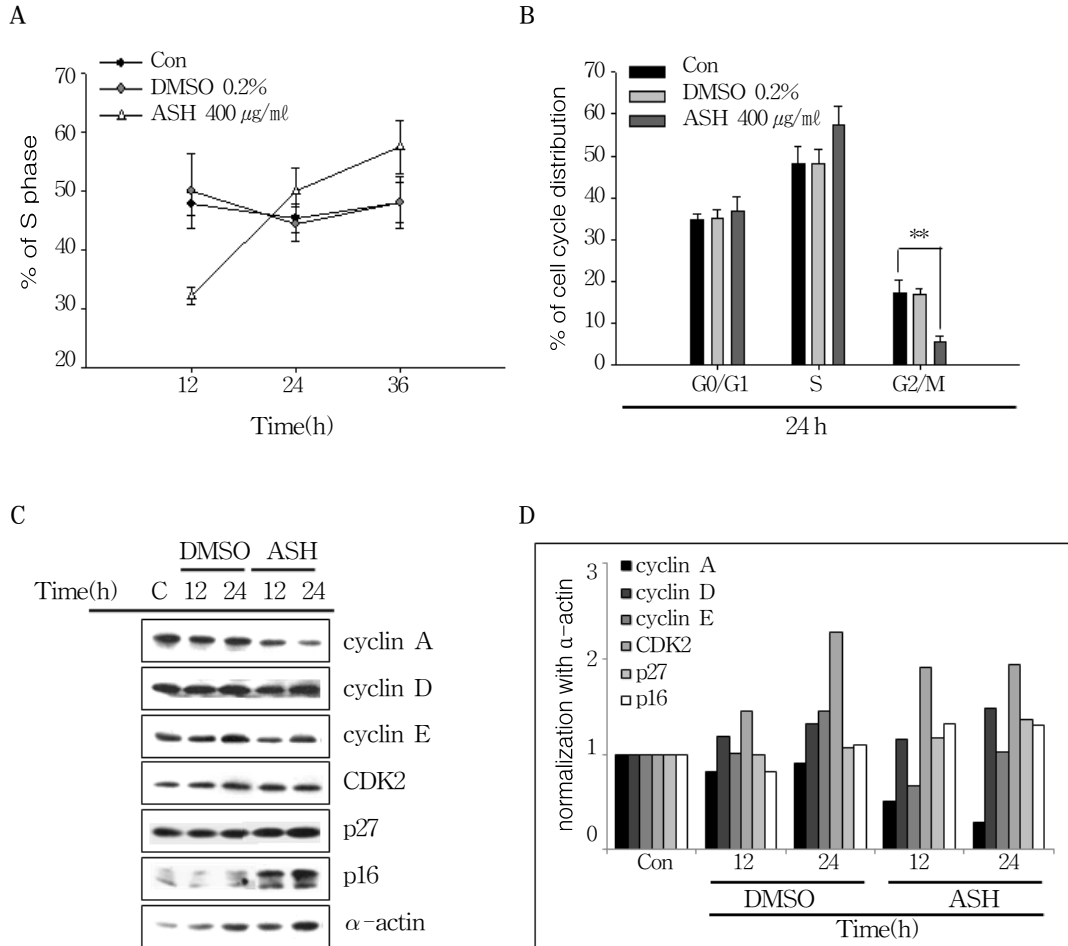 A
Con
DMSO 0.2%
ASH 400 μg/㎖
% of S phase
70
60
50
40
30
20
12 24 36
Time(h)
B
Con
DMSO 0.2%
ASH 400 μg/㎖
% of cell cycle distribution
70
60
50
40
30
20
10
0
**
G0/G1 S G2/M
24 h
C
DMSO ASH
Time(h) C 12 24 12 24
cyclin A
cyclin D
cyclin E
CDK2
p27
p16
α-actin
D
normalization with α-actin
3
2
1
0
cyclin A
cyclin D
cyclin E
CDK2
p27
p16
Con 12 24 12 24
DMSO ASH
Time(h)